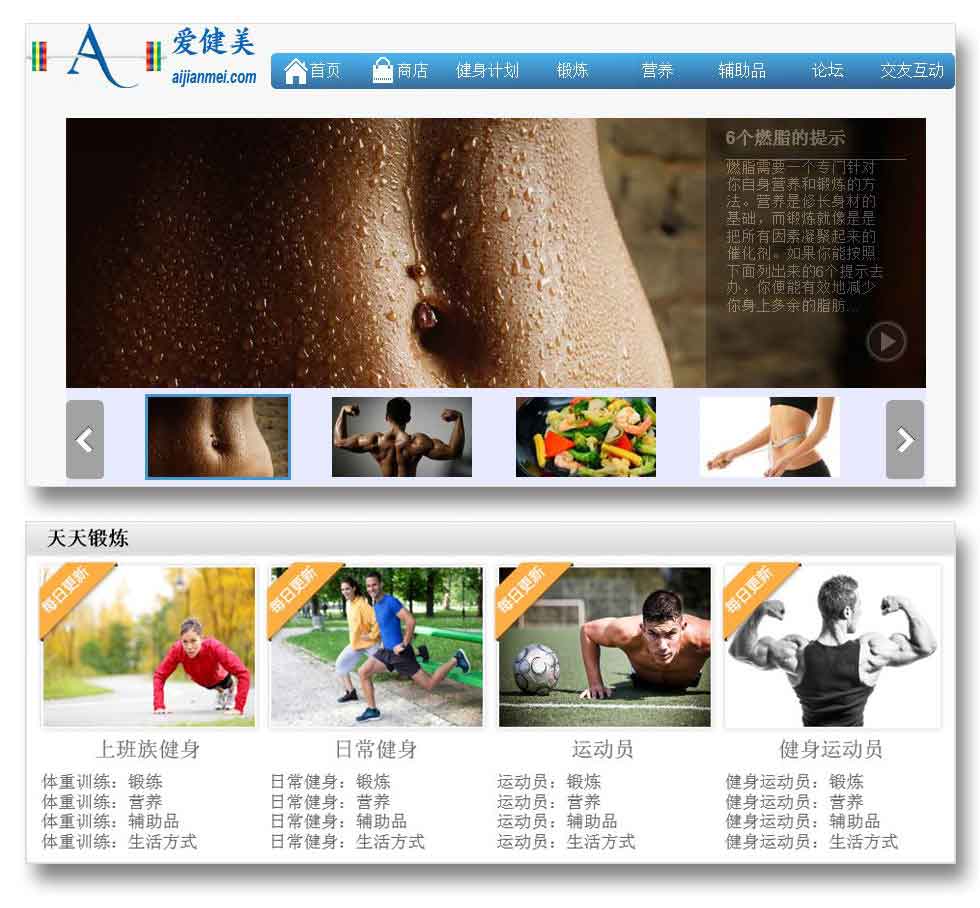 A
爱健美
aijianmei.com
首页 商店 健身计划 锻炼 营养 辅助品 论坛 交友互动
6个燃脂的提示
燃脂需要一个专门针对
你自身营养和锻炼的方
法。营养是修长身材的
基础，而锻炼就像是是
把所有因素凝聚起来的
催化剂。如果你能按照
下面列出来的6个提示去
办，你便能有效地减少
你身上多余的脂肪...
天天锻炼
每日更新 每日更新 每日更新 每日更新
上班族健身 日常健身 运动员 健身运动员
体重训练：锻练 日常健身：锻炼 运动员：锻炼 健身运动员：锻炼
体重训练：营养 日常健身：营养 运动员：营养 健身运动员：营养
体重训练：辅助品 日常健身：辅助品 运动员：辅助品 健身运动员：辅助品
体重训练：生活方式 日常健身：生活方式 运动员：生活方式 健身运动员：生活方式